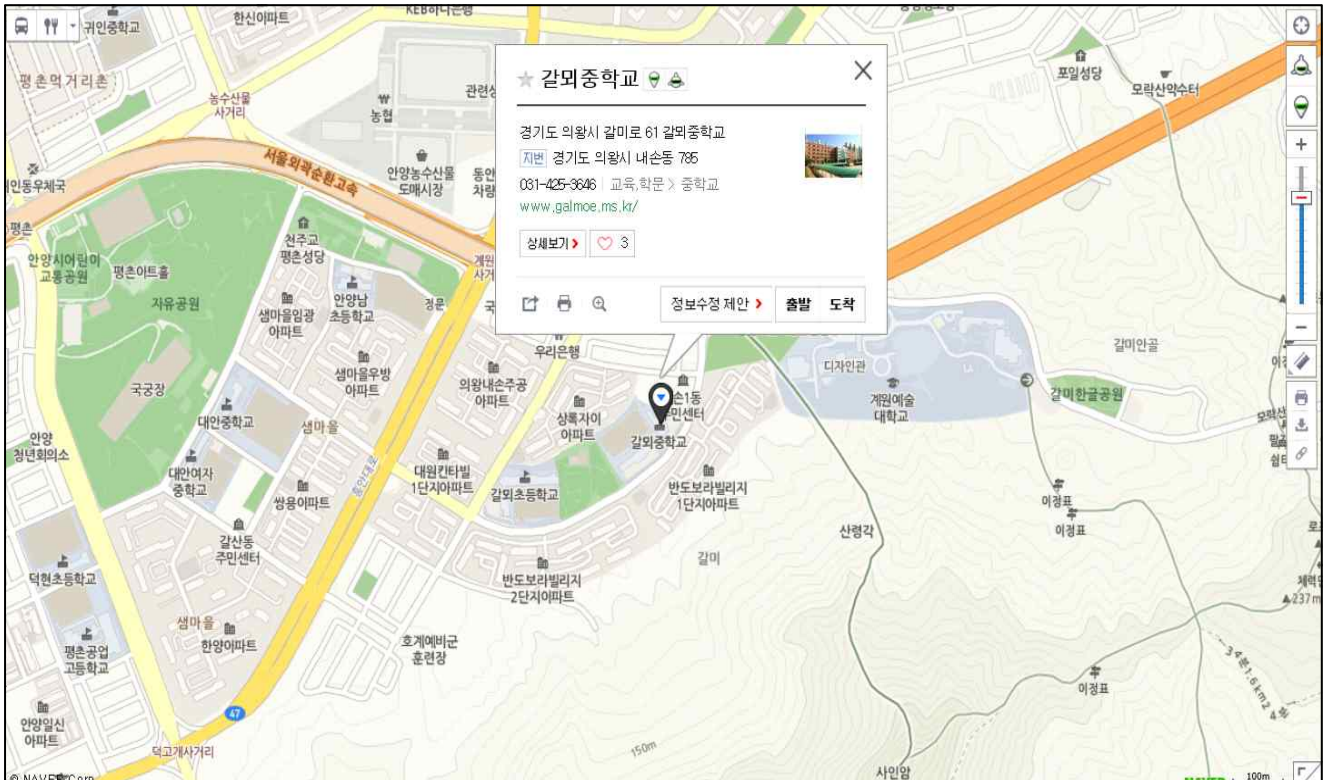 KEB하나은행
한신아파트
귀인중학교
평촌먹거리촌
농수산물
사거리
농협
포일성당
모락산약수터
갈뫼중학교
경기도 의왕시 갈미로 61 갈뫼중학교
지번 경기도 의왕시 내손동 785
031-425-3646 교육,학문 > 중학교
www.galmoe.ms.kr/
상세보기 >
3
정보수정 제안 >
출발
도착
서울외곽순환고속
안양농수산물
도매시장
평촌
안양시어린이
교통공원
평촌아트홀
천주교
평촌성당
자유공원
샘마을임광
아파트
안양남
초등학교
정문
우리은행
샘마을우방
아파트
의왕내손주공
아파트
국궁장
대안중학교
샘마을
상록자이
아파트
주민센터
갈뫼중학교
디자인관
계원예술
대학교
갈미안골
갈미한글공원
안양
청년회의소
대안여자
중학교
쌍용아파트
흥안대로
대원칸타빌
1단지아파트
갈뫼초등학교
반도보라빌리지
1단지아파트
이정표
이정표
산령각
갈산동
주민센터
갈미
덕현초등학교
반도보라빌리지
2단지아파트
샘마을
한양아파트
호계예비군
훈련장
평촌공업
고등학교
237m
이정표
47
안양일신
아파트
덕고개사거리
150m
사인암
© NAVER Corp.
NAVER
100m